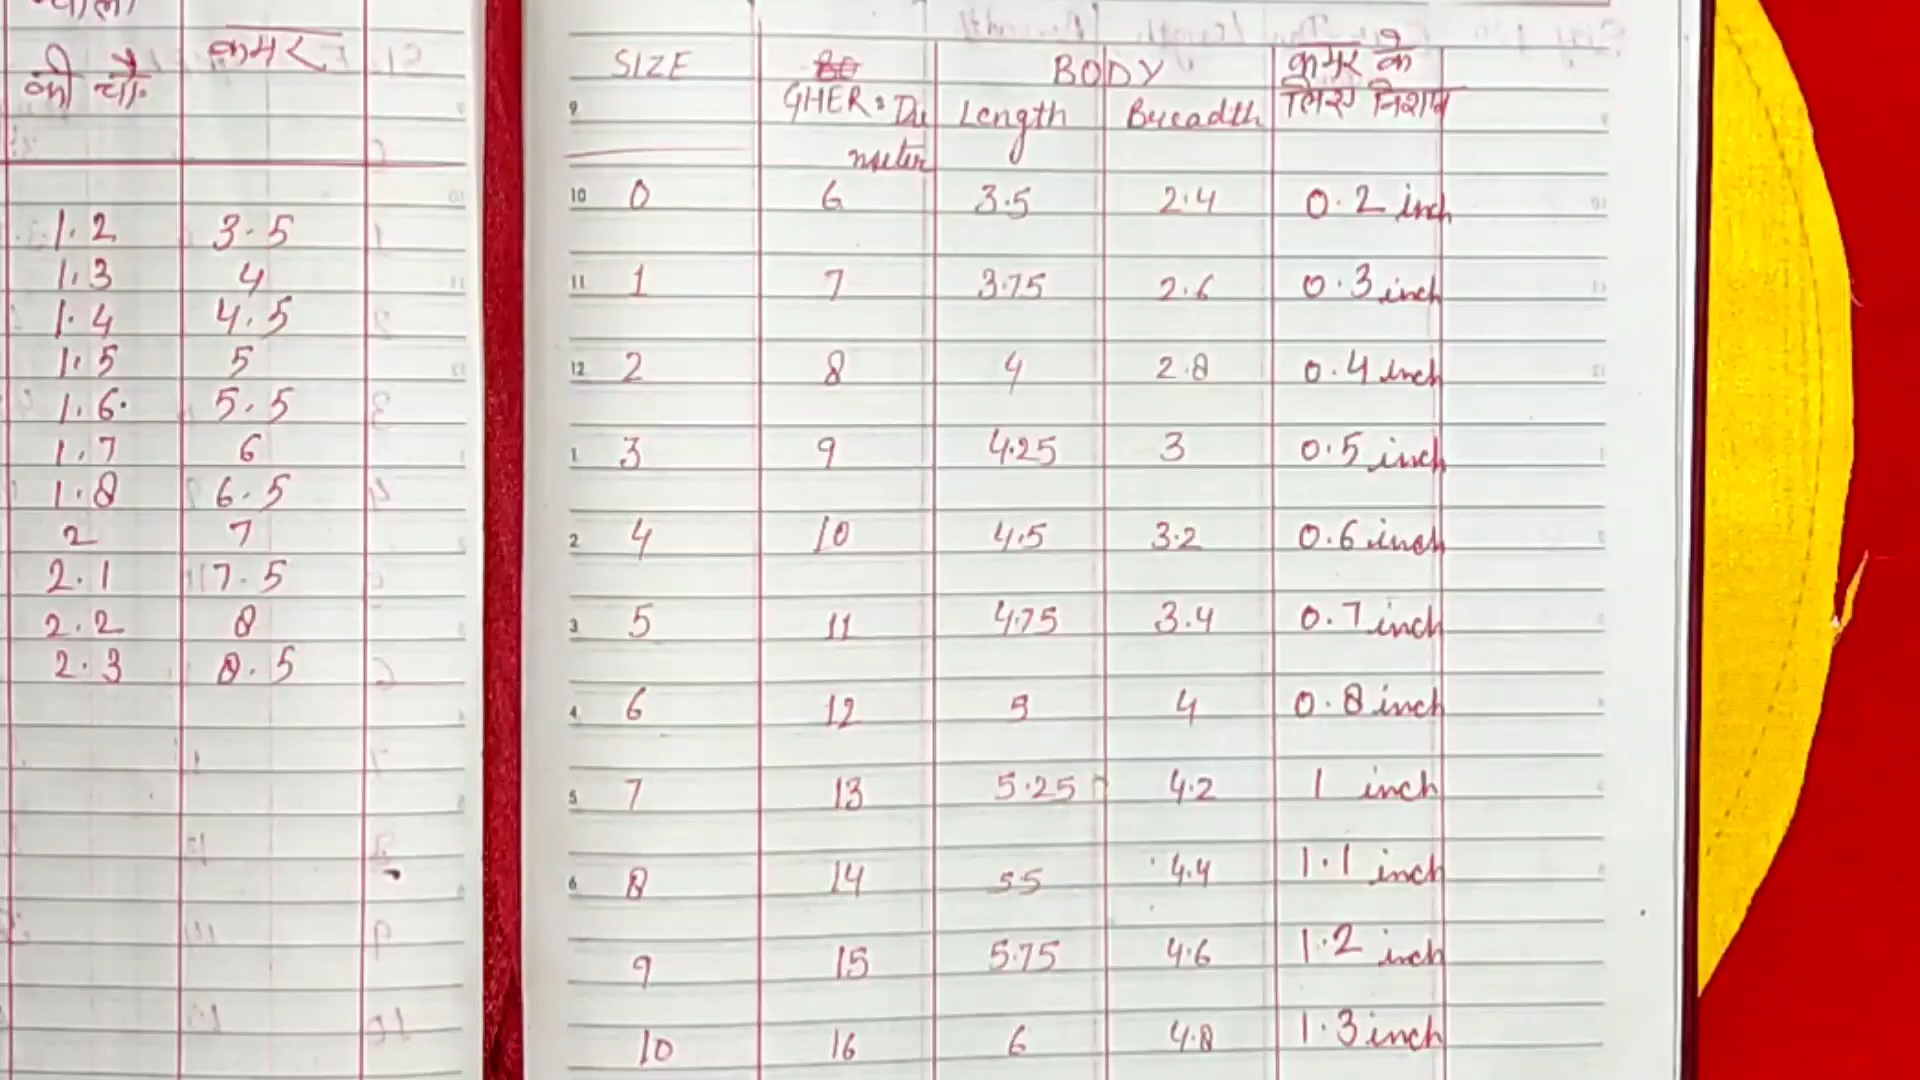 की चौ. कमर
1.2 3.5
1.3 4
1.4 4.5
1.5 5
1.6 5.5
1.7 6
1.8 6.5
2 7
2.1 7.5
2.2 8
2.3 8.5
SIZE BODY कमर के
GHER: Dia Length Breadth लिए निशान
meter
0 6 3.5 2.4 0.2 inch
1 7 3.75 2.6 0.3 inch
2 8 4 2.8 0.4 inch
3 9 4.25 3 0.5 inch
4 10 4.5 3.2 0.6 inch
5 11 4.75 3.4 0.7 inch
6 12 5 4 0.8 inch
7 13 5.25 4.2 1 inch
8 14 55 4.4 1.1 inch
9 15 5.75 4.6 1.2 inch
10 16 6 4.8 1.3 inch